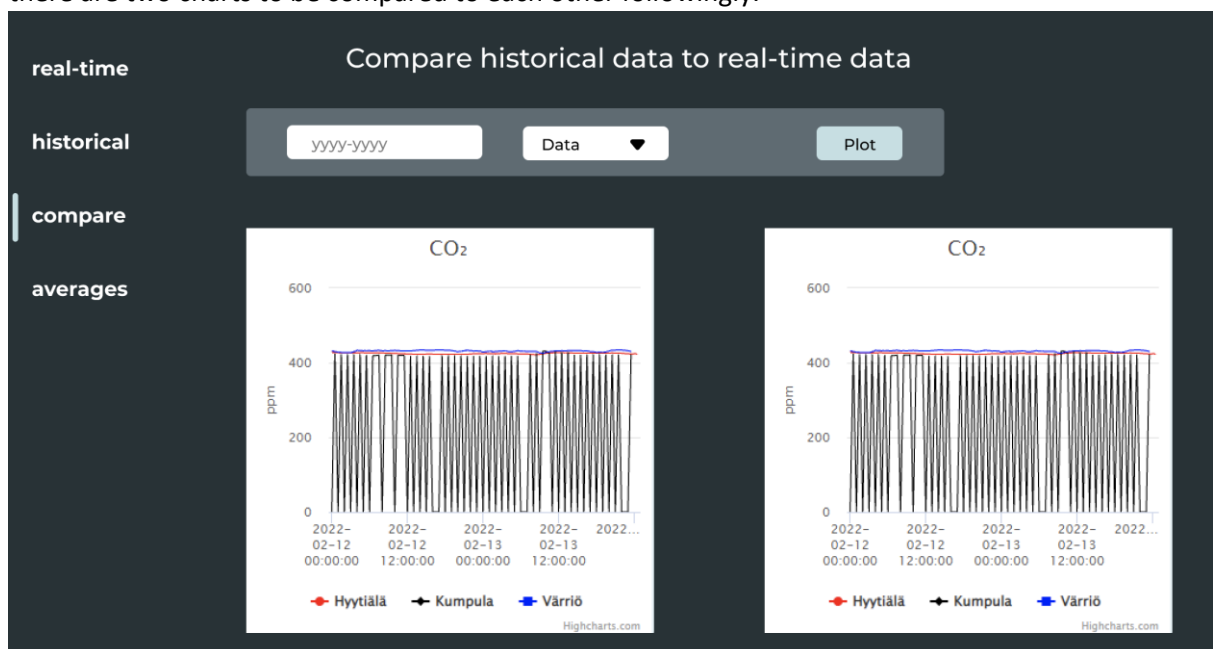 there are two charts to be compared to each other followingly.
Compare historical data to real-time data
real-time
historical
compare
averages
yyyy-yyyy
Data
Plot
CO₂
600
400
200
0
ppm
2022-
02-12
00:00:00
2022-
02-12
12:00:00
2022-
02-13
00:00:00
2022-
02-13
12:00:00
2022...
Hyytiälä
Kumpula
Värriö
Highcharts.com
CO₂
600
400
200
0
ppm
2022-
02-12
00:00:00
2022-
02-12
12:00:00
2022-
02-13
00:00:00
2022-
02-13
12:00:00
2022...
Hyytiälä
Kumpula
Värriö
Highcharts.com